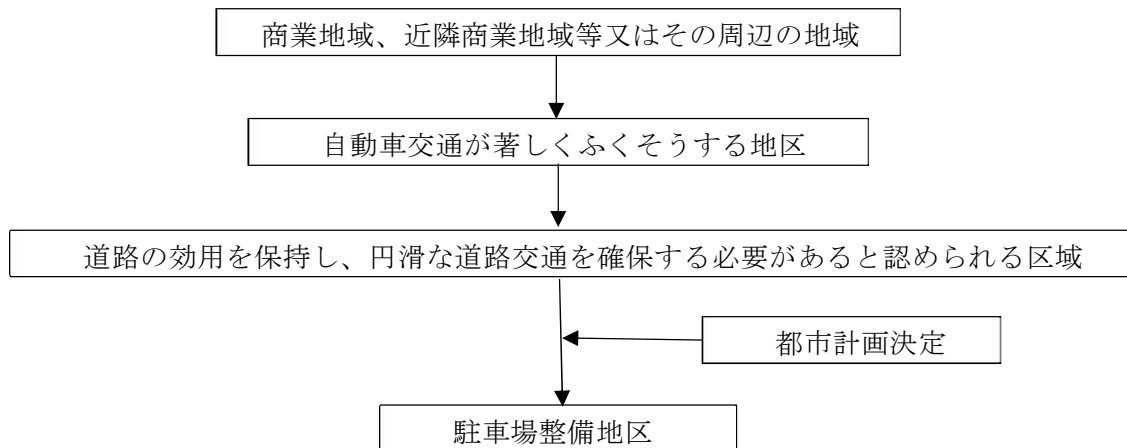 商業地域、近隣商業地域等又はその周辺の地域
自動車交通が著しくふくそうする地区
道路の効用を保持し、円滑な道路交通を確保する必要があると認められる区域
都市計画決定
駐車場整備地区